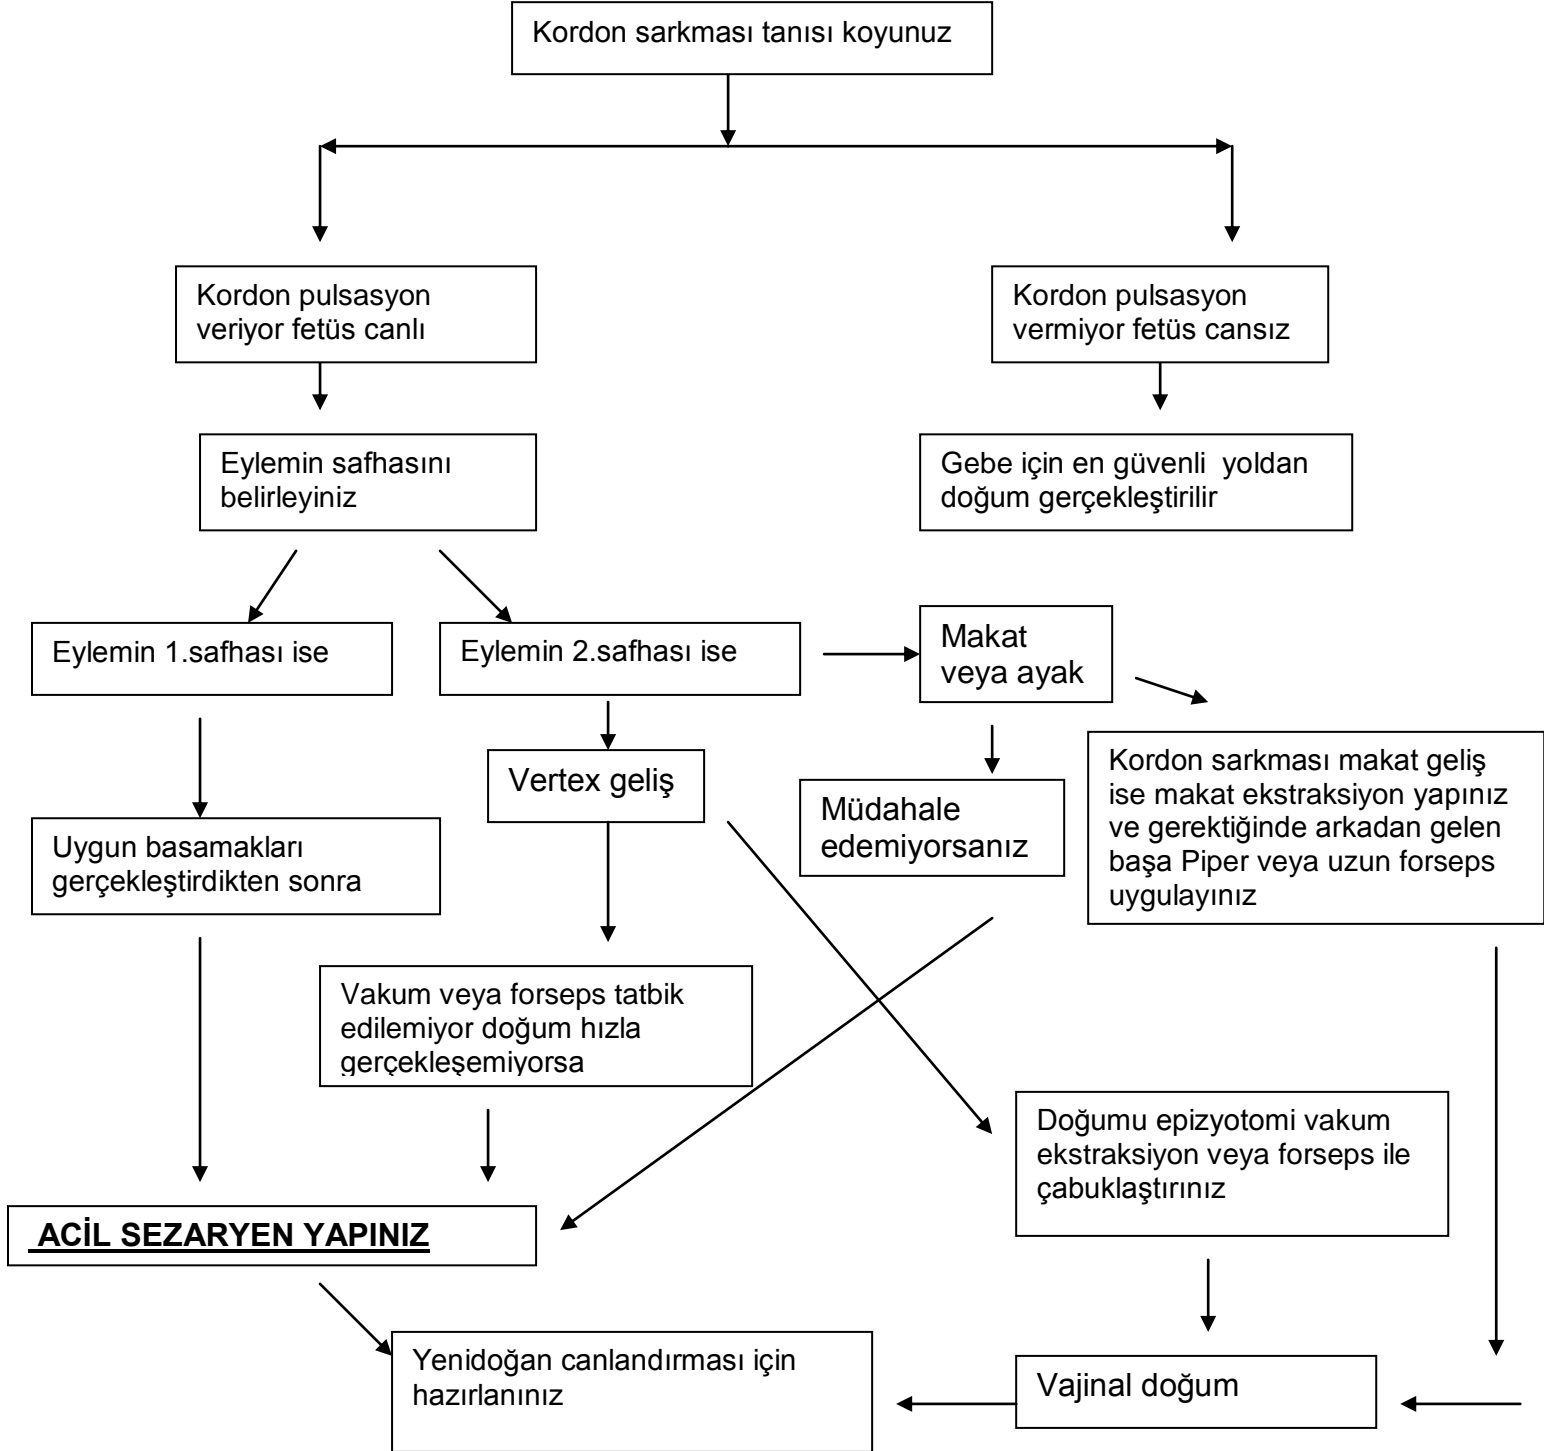 Kordon sarkması tanısı koyunuz
Kordon pulsasyon
veriyor fetüs canlı
Kordon pulsasyon
vermiyor fetüs cansız
Eylemin safhasını
belirleyiniz
Gebe için en güvenli  yoldan
doğum gerçekleştirilir
Eylemin 1.safhası ise
Eylemin 2.safhası ise
Makat
veya ayak
Vertex geliş
Müdahale
edemiyorsanız
Kordon sarkması makat geliş
ise makat ekstraksiyon yapınız
ve gerektiğinde arkadan gelen
başa Piper veya uzun forseps
uygulayınız
Uygun basamakları
gerçekleştirdikten sonra
Vakum veya forseps tatbik
edilemiyor doğum hızla
gerçekleşemiyorsa
Doğumu epizyotomi vakum
ekstraksiyon veya forseps ile
çabuklaştırınız
ACİL SEZARYEN YAPINIZ
Yenidoğan canlandırması için
hazırlanınız
Vajinal doğum